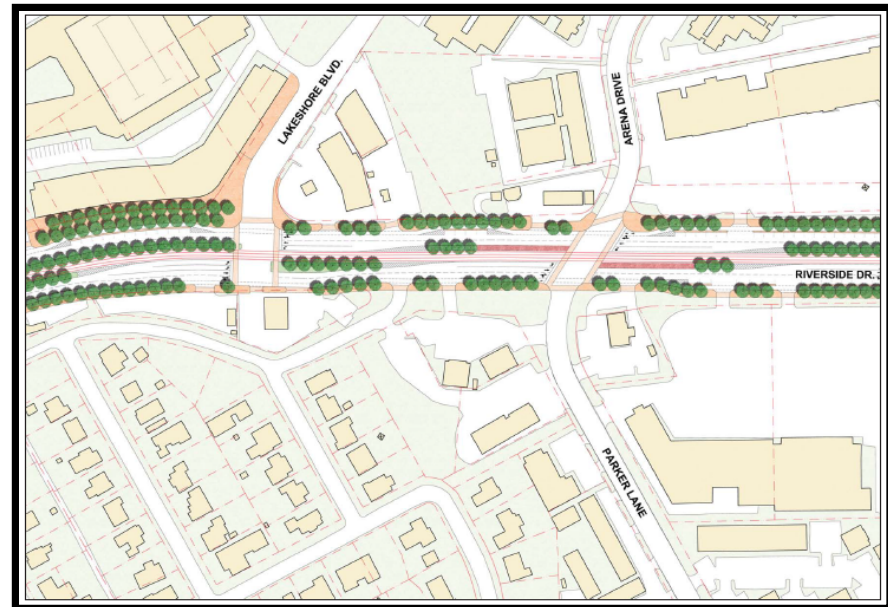 LAKESHORE BLVD.
ARENA DRIVE
RIVERSIDE DR.
PARKER LANE